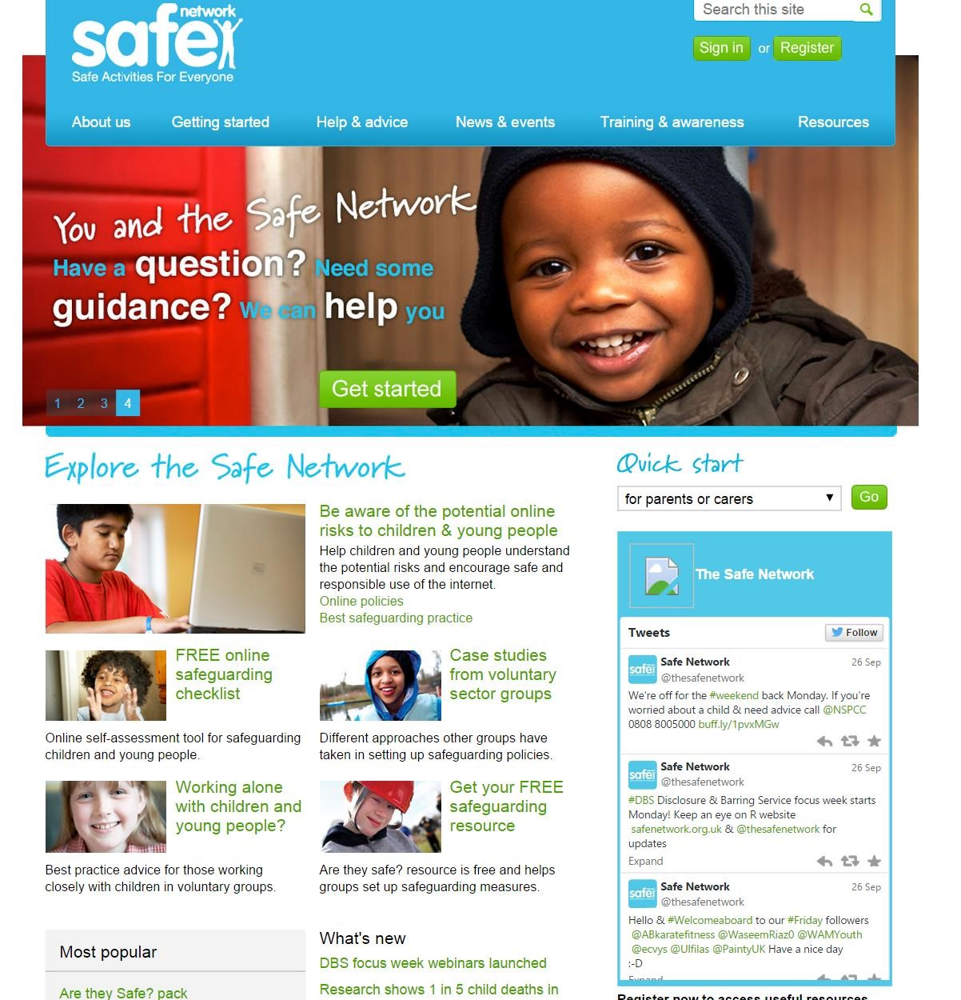 network
safe
Safe Activities For Everyone
Search this site
Sign in or Register
About us Getting started Help & advice News & events Training & awareness Resources
You and the Safe Network
Have a question? Need some
guidance? We can help you
Get started
1 2 3 4
Explore the Safe Network
Be aware of the potential online
risks to children & young people
Help children and young people understand
the potential risks and encourage safe and
responsible use of the internet.
Online policies
Best safeguarding practice
FREE online
safeguarding
checklist
Online self-assessment tool for safeguarding
children and young people.
Case studies
from voluntary
sector groups
Different approaches other groups have
taken in setting up safeguarding policies.
Working alone
with children and
young people?
Best practice advice for those working
closely with children in voluntary groups.
Get your FREE
safeguarding
resource
Are they safe? resource is free and helps
groups set up safeguarding measures.
Most popular
Are they Safe? pack
What's new
DBS focus week webinars launched
Research shows 1 in 5 child deaths in
Quick start
for parents or carers
Go
The Safe Network
Tweets
Follow
safe
Safe Network 26 Sep
@thesafenetwork
We're off for the #weekend back Monday. If you're
worried about a child & need advice call @NSPCC
0808 8005000 buff.ly/1pvxMGw
safe
Safe Network 26 Sep
@thesafenetwork
#DBS Disclosure & Barring Service focus week starts
Monday! Keep an eye on R website
safenetwork.org.uk & @thesafenetwork for
updates
Expand
safe
Safe Network 26 Sep
@thesafenetwork
Hello & #Welcomeaboard to our #Friday followers
@ABkaratefitness @WaseemRiaz0 @WAMYouth
@ecvys @Ulfilas @PaintyUK Have a nice day
:-D
Expand
Register now to access useful resources